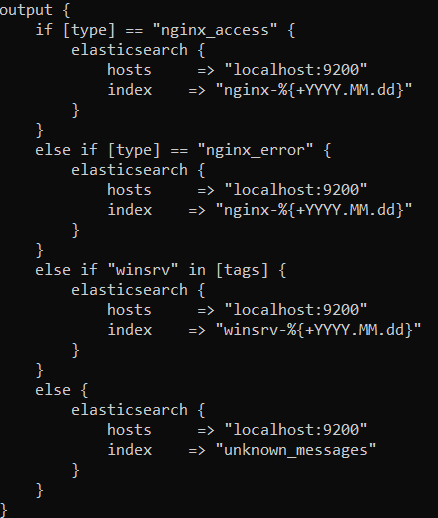 output {
    if [type] == "nginx_access" {
        elasticsearch {
            hosts     => "localhost:9200"
            index    => "nginx-%{+YYYY.MM.dd}"
        }
    }
    else if [type] == "nginx_error" {
        elasticsearch {
            hosts     => "localhost:9200"
            index    => "nginx-%{+YYYY.MM.dd}"
        }
    }
    else if "winsrv" in [tags] {
        elasticsearch {
            hosts     => "localhost:9200"
            index    => "winsrv-%{+YYYY.MM.dd}"
        }
    }
    else {
        elasticsearch {
            hosts     => "localhost:9200"
            index    => "unknown_messages"
        }
    }
}